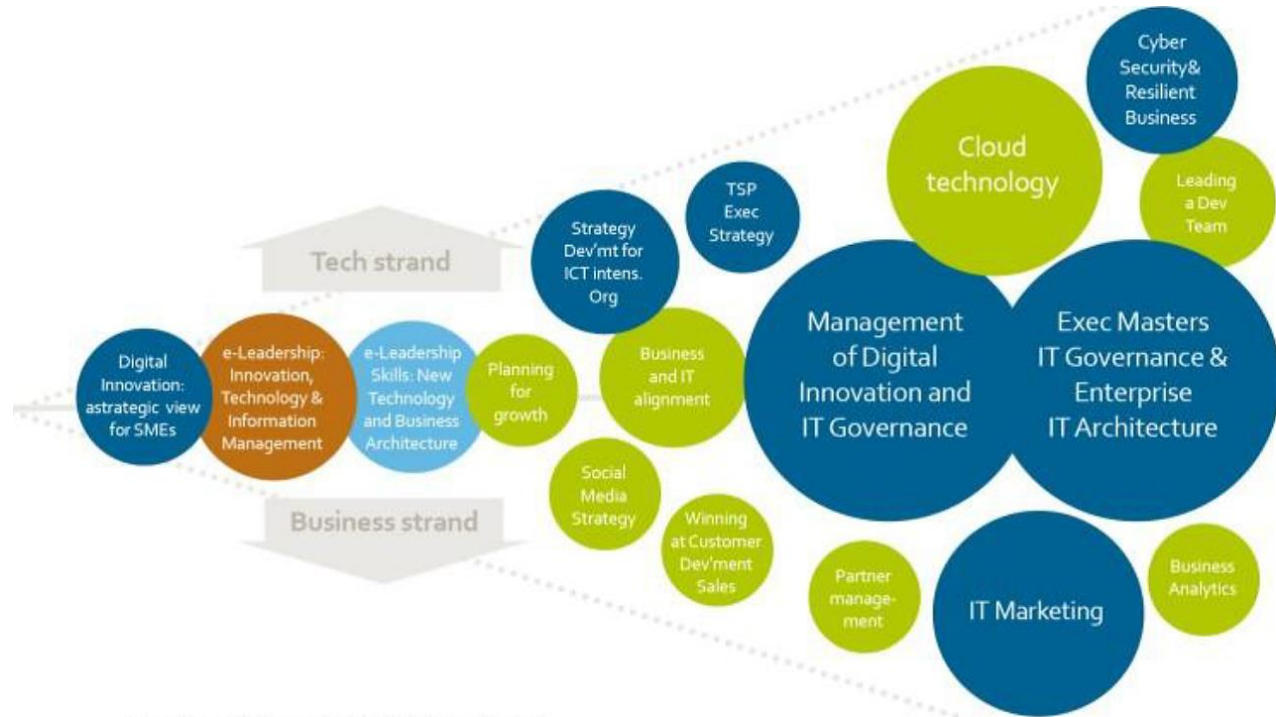 Cyber
Security&
Resilient
Business
Cloud
technology
Leading
a Dev
Team
TSP
Exec
Strategy
Strategy
Dev'mt for
ICT intens.
Org
Tech strand
Digital
Innovation:
astrategic view
for SMEs
e-Leadership:
Innovation,
Technology &
Information
Management
e-Leadership
Skills: New
Technology
and Business
Architecture
Planning
for
growth
Business
and IT
alignment
Management
of Digital
Innovation and
IT Governance
Exec Masters
IT Governance &
Enterprise
IT Architecture
Business strand
Social
Media
Strategy
Winning
at Customer
Dev'ment
Sales
Partner
manage-
ment
IT Marketing
Business
Analytics